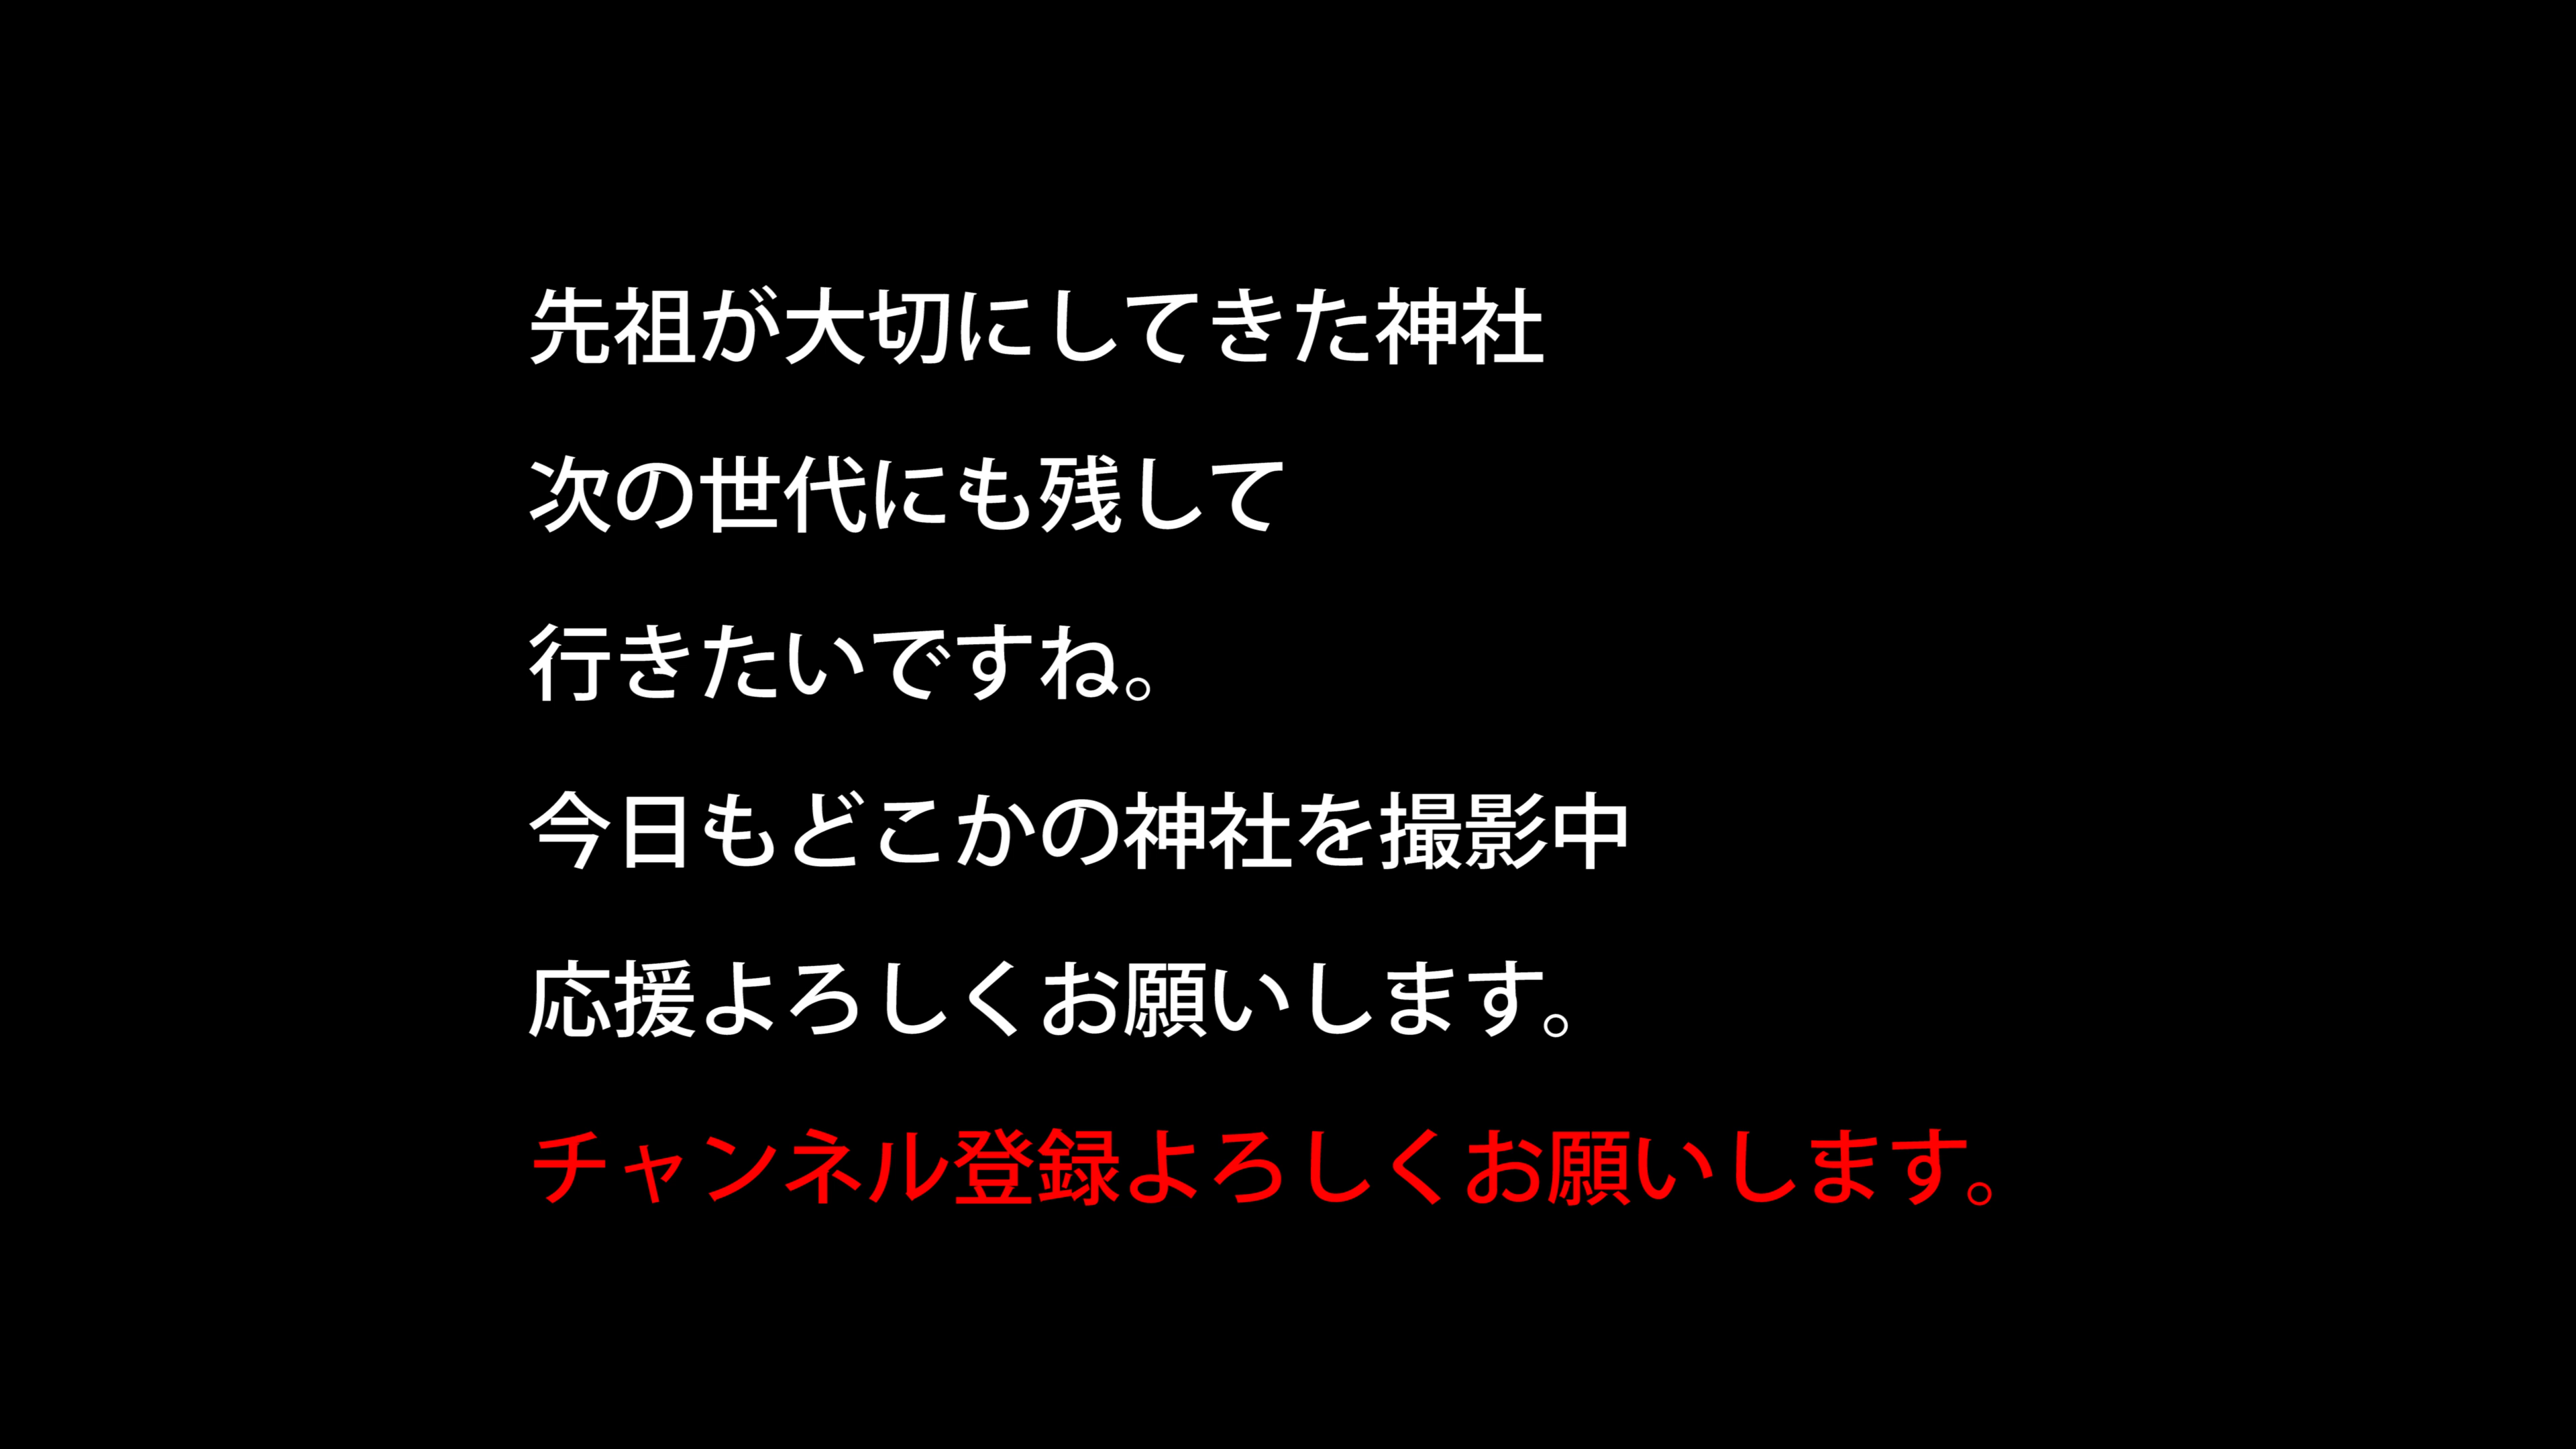 先祖が大切にしてきた神社
次の世代にも残して
行きたいですね。
今日もどこかの神社を撮影中
応援よろしくお願いします。
チャンネル登録よろしくお願いします。